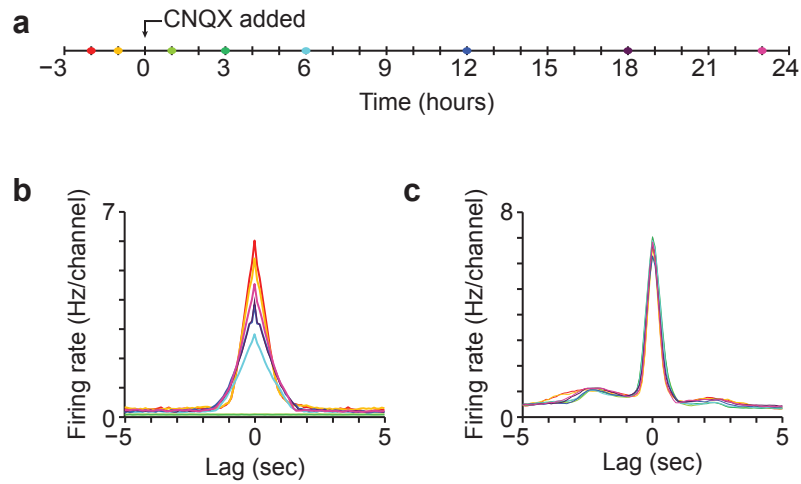 a
CNQX added
−3 0 3 6 9 12 15 18 21 24
Time (hours)
b
Firing rate (Hz/channel)
7
0
−5 0 5
Lag (sec)
c
Firing rate (Hz/channel)
8
0
−5 0 5
Lag (sec)